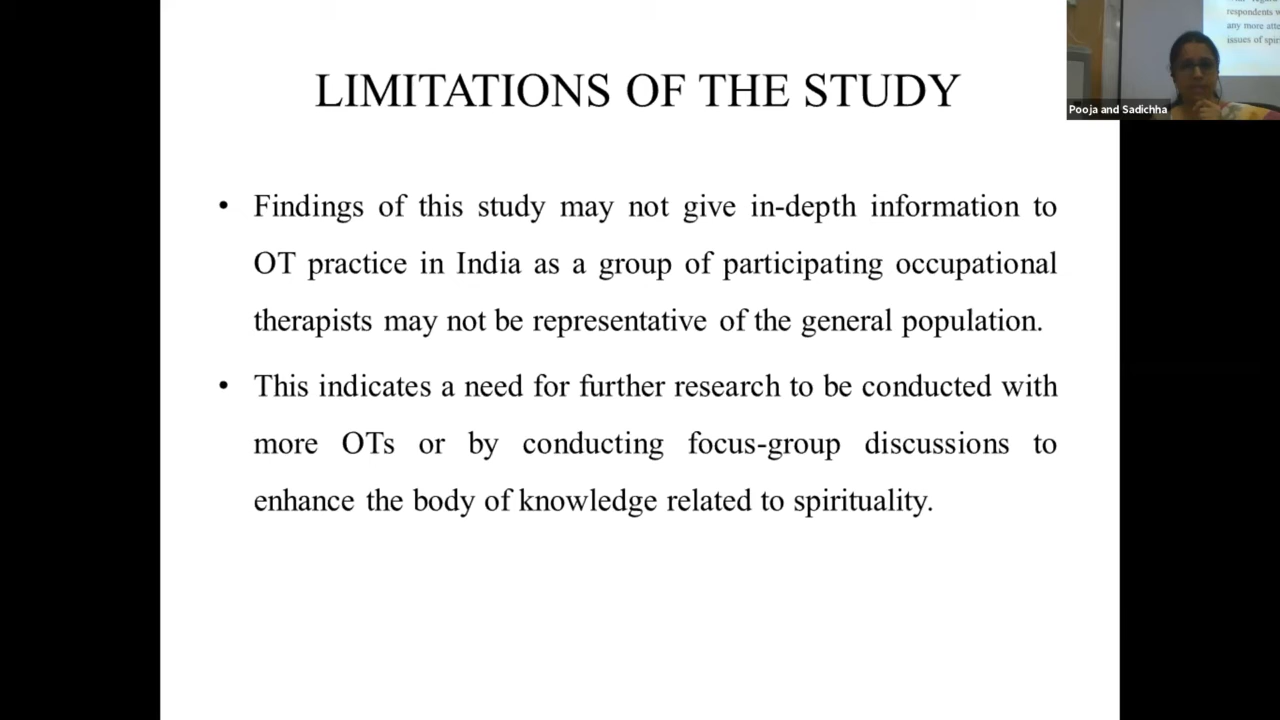 LIMITATIONS OF THE STUDY
respondents
any more
issues of
Pooja and Sadichha
• Findings of this study may not give in-depth information to
OT practice in India as a group of participating occupational
therapists may not be representative of the general population.
• This indicates a need for further research to be conducted with
more OTs or by conducting focus-group discussions to
enhance the body of knowledge related to spirituality.